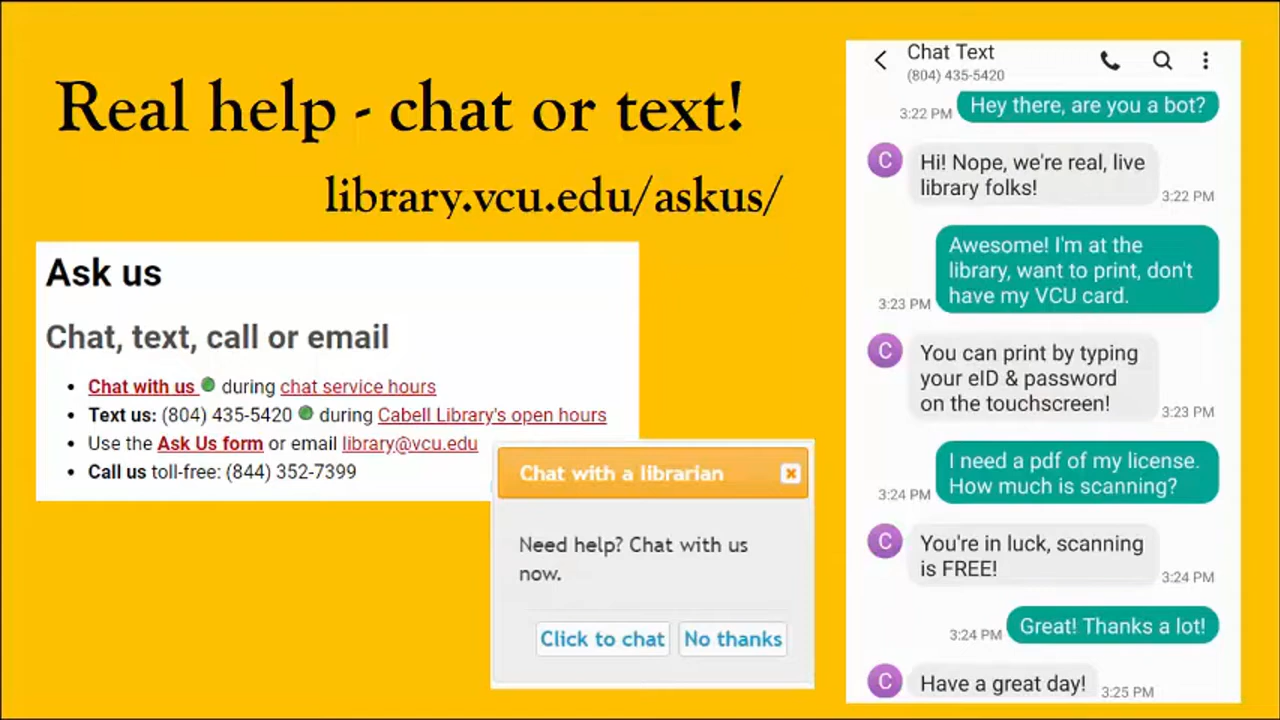 Real help - chat or text!
library.vcu.edu/askus/
Ask us
Chat, text, call or email
• Chat with us during chat service hours
• Text us: (804) 435-5420 during Cabell Library's open hours
• Use the Ask Us form or email library@vcu.edu
• Call us toll-free: (844) 352-7399
Chat with a librarian
Need help? Chat with us
now.
Click to chat No thanks
Chat Text
(804) 435-5420
3:22 PM Hey there, are you a bot?
C Hi! Nope, we're real, live
library folks! 3:22 PM
Awesome! I'm at the
library, want to print, don't
3:23 PM have my VCU card.
C You can print by typing
your eID & password
on the touchscreen! 3:23 PM
I need a pdf of my license.
3:24 PM How much is scanning?
C You're in luck, scanning
is FREE! 3:24 PM
3:24 PM Great! Thanks a lot!
C Have a great day! 3:25 PM